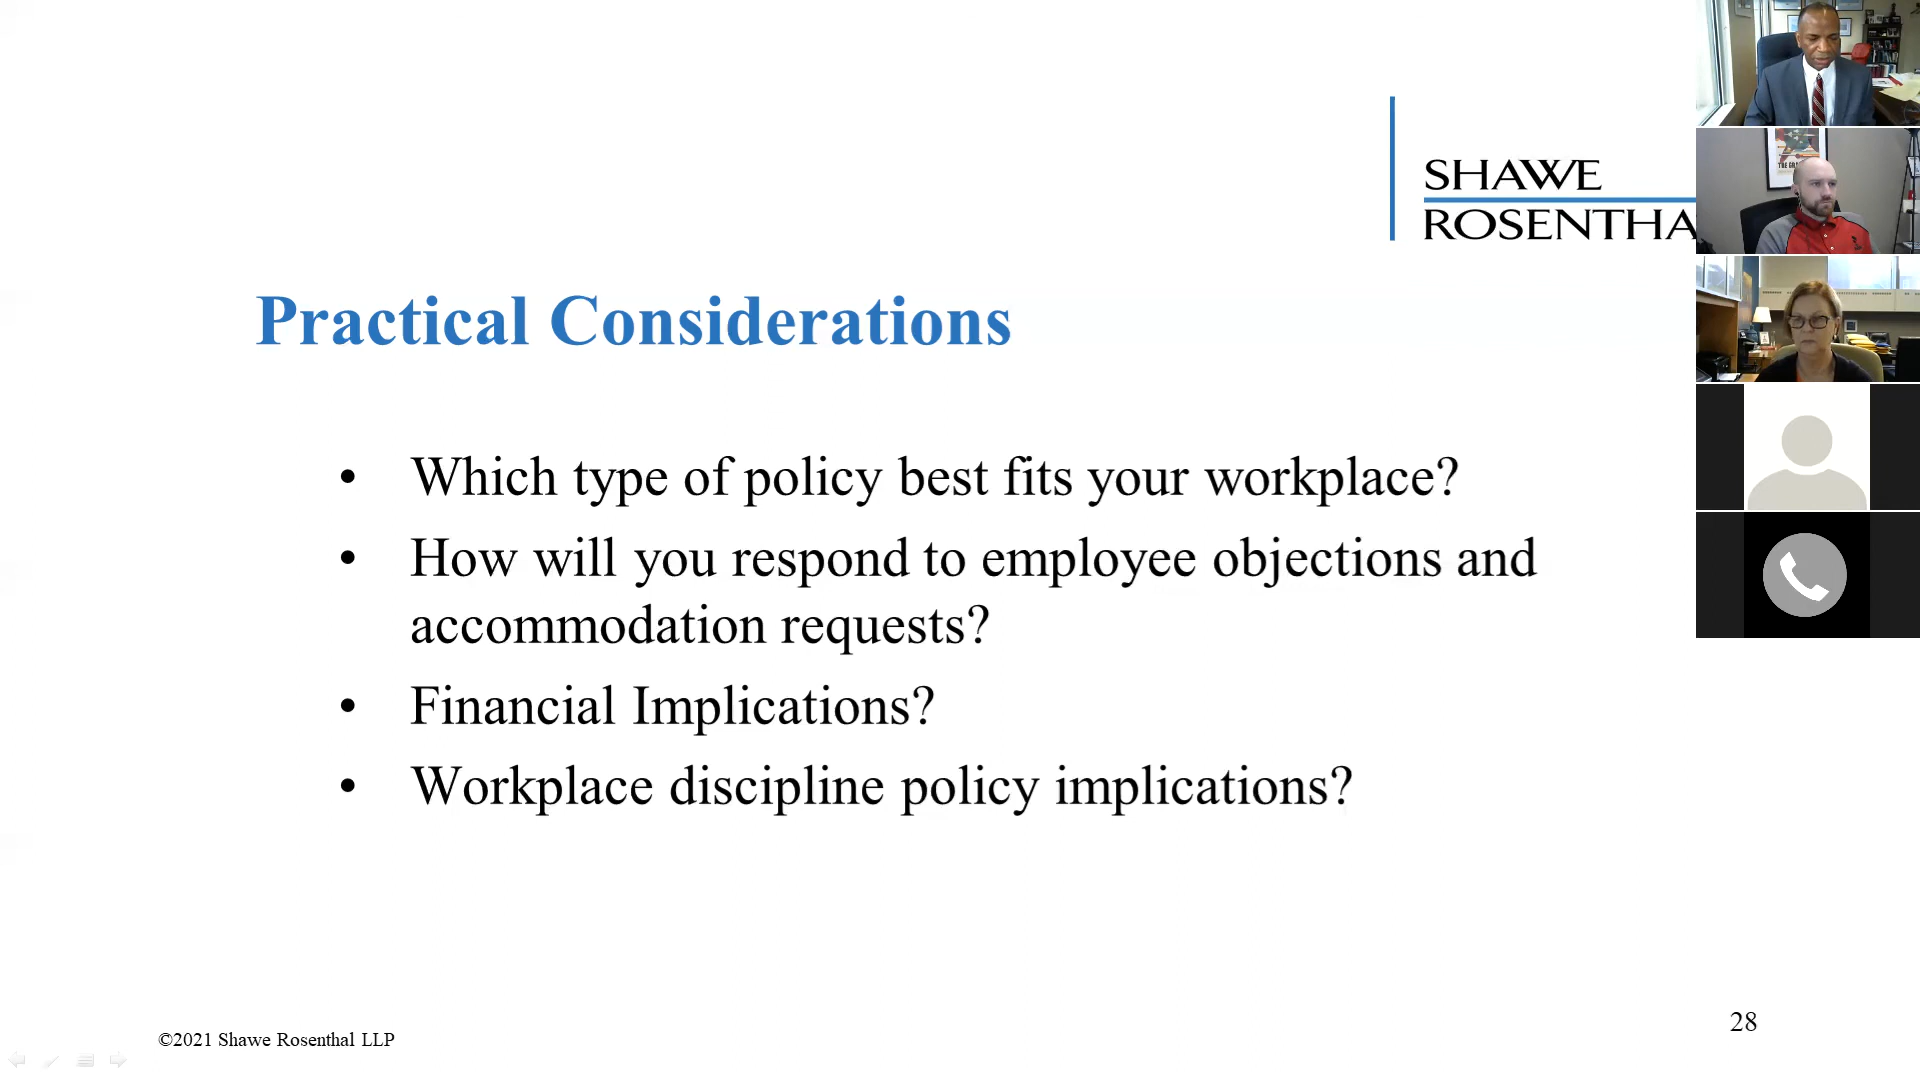 SHAWE
ROSENTHA
Practical Considerations
• Which type of policy best fits your workplace?
• How will you respond to employee objections and
accommodation requests?
• Financial Implications?
• Workplace discipline policy implications?
©2021 Shawe Rosenthal LLP
28